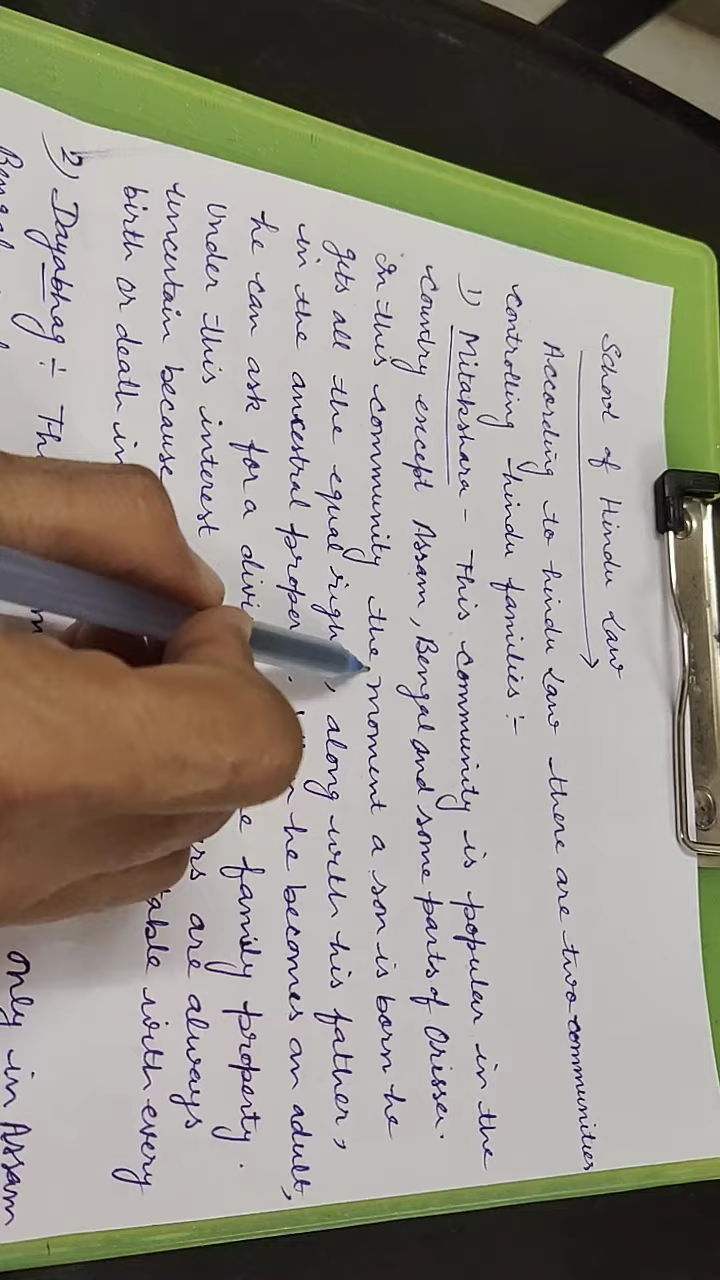 School of Hindu Law
According to hindu Law there are two communities
controlling hindu families :-
1) Mitakshara - This community is popular in the
country except Assam, Bengal and some parts of Orissa.
In this community the moment a son is born he
gets all the equal righ , along with his father,
in the ancestral proper he becomes an adult,
he can ask for a divi family property.
Under this interest are always
uncertain because able with every
birth or death in
2) Dayabhag :- Th only in Assam
Bengal